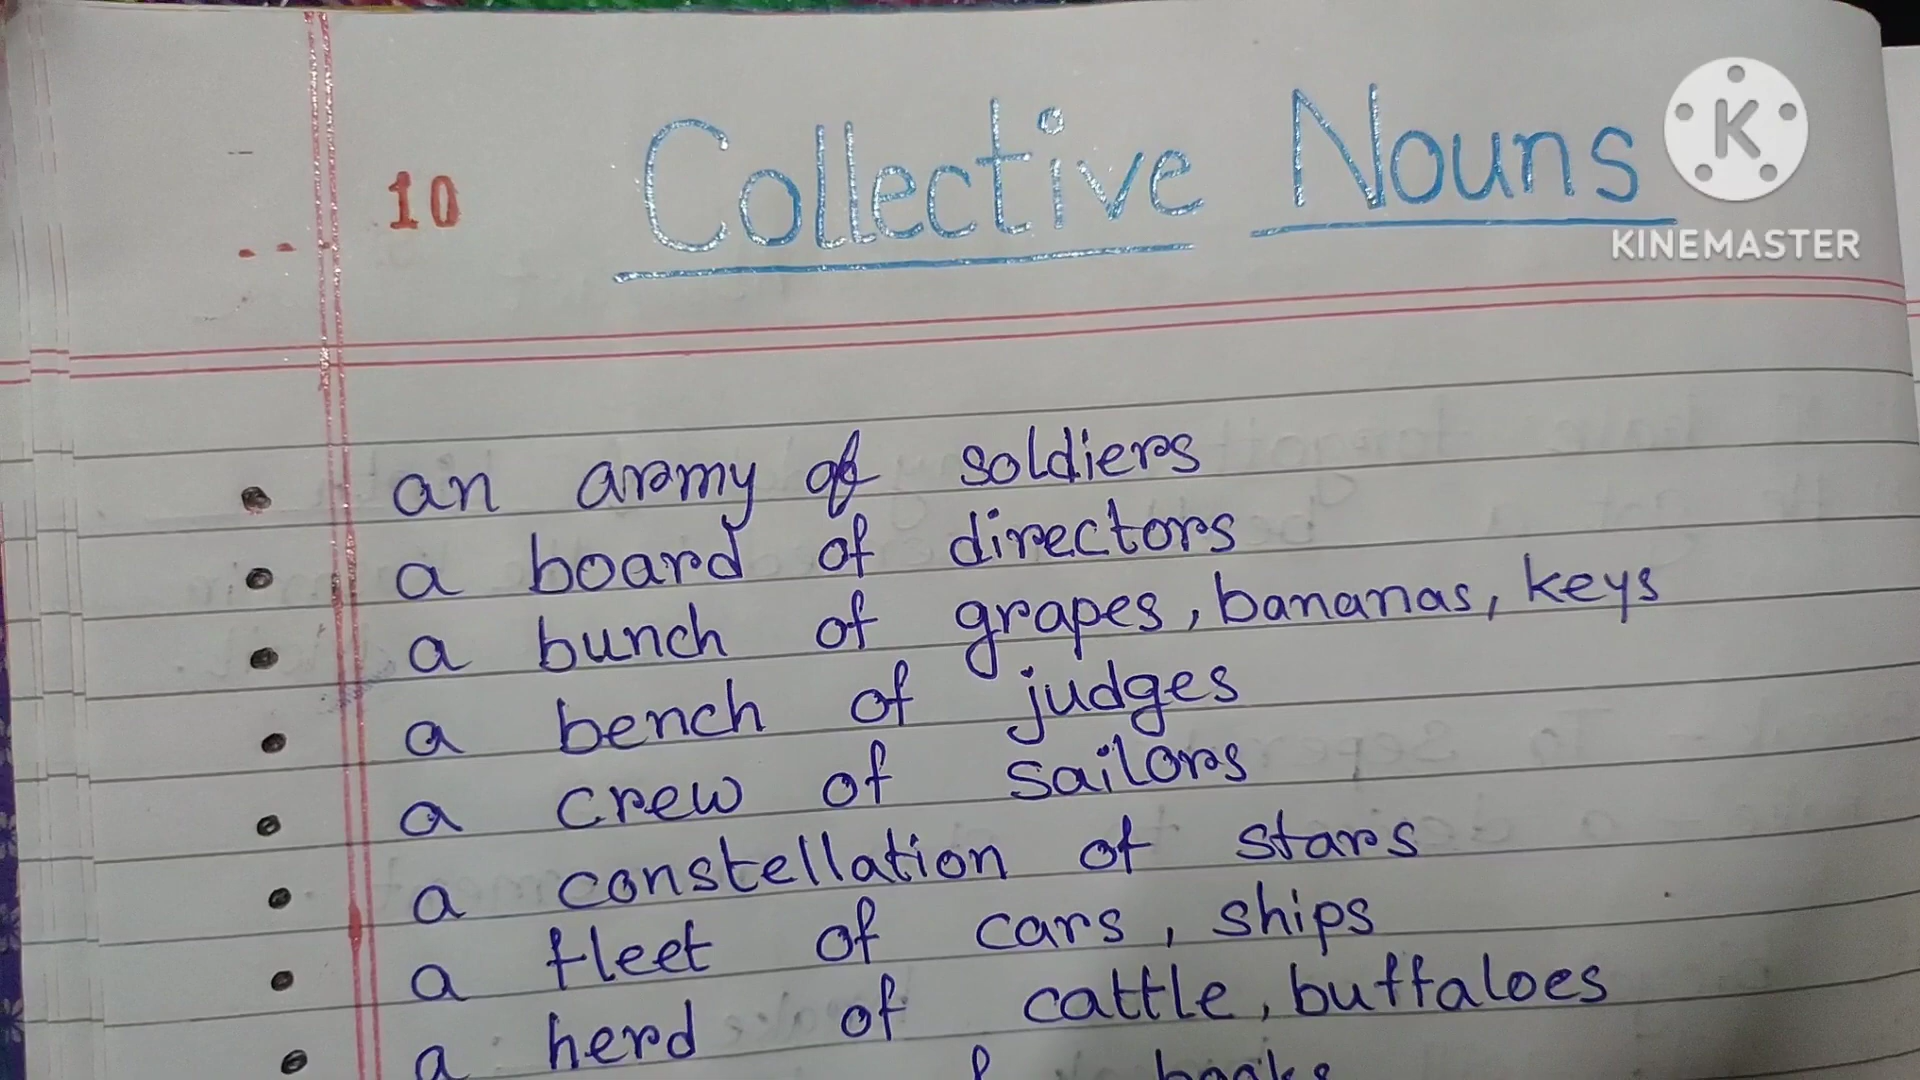 10 Collective Nouns
K
KINEMASTER
an army of soldiers
a board of directors
a bunch of grapes, bananas, keys
a bench of judges
a crew of sailors
a constellation of stars
a fleet of cars, ships
a herd of cattle, buffaloes
books